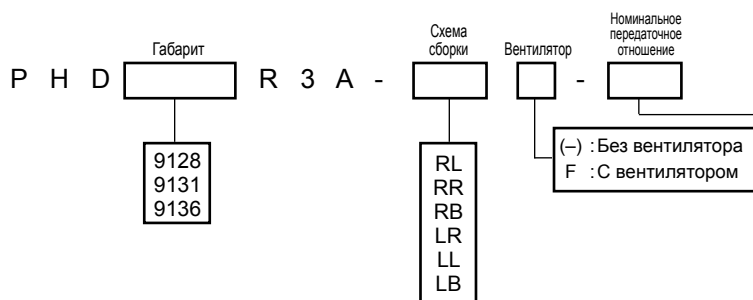 Габарит
Схема
сборки
Вентилятор
Номинальное
передаточное
отношение
P H D R 3 A - -
9128
9131
9136
RL
RR
RB
LR
LL
LB
(–) : Без вентилятора
F : С вентилятором